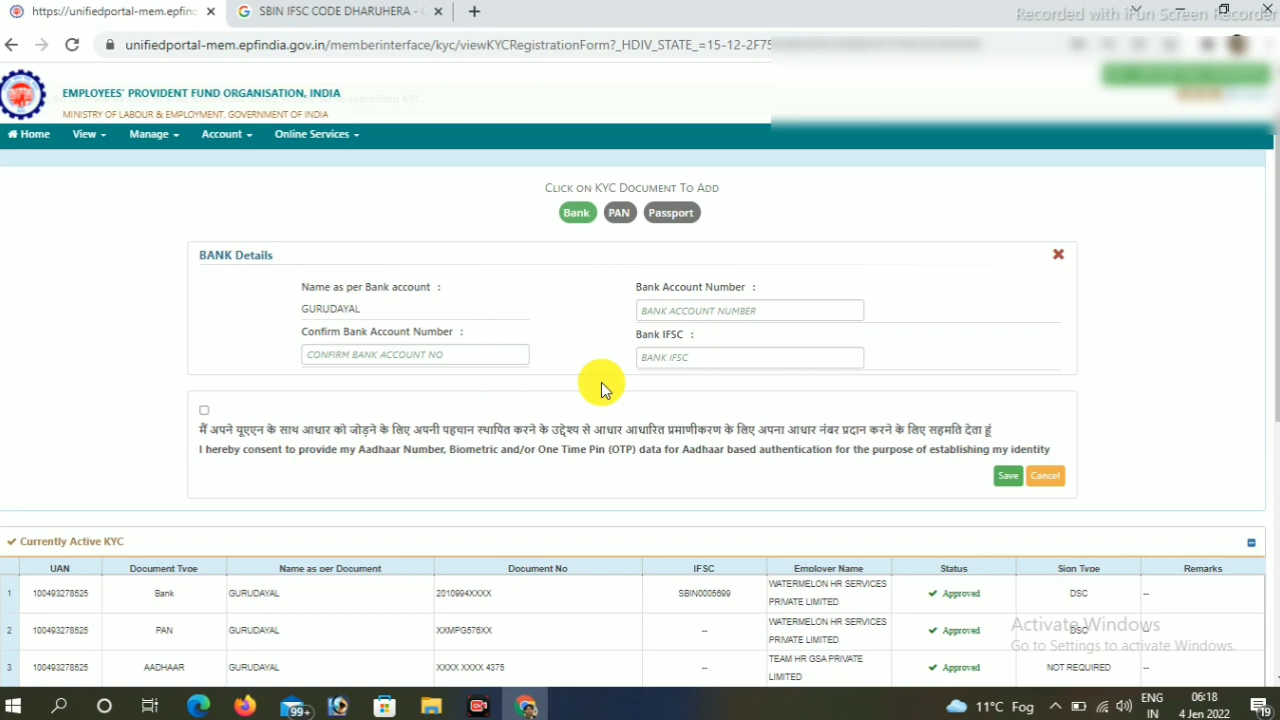 https://unifiedportal-mem.epfinc
SBIN IFSC CODE DHARUHERA -
Recorded with iFun Screen Recorder
unifiedportal-mem.epfindia.gov.in/memberinterface/kyc/viewKYCRegistrationForm?_HDIV_STATE_=15-12-2F75
EMPLOYEES' PROVIDENT FUND ORGANISATION, INDIA
MINISTRY OF LABOUR & EMPLOYMENT, GOVERNMENT OF INDIA
Home View Manage Account Online Services
CLICK ON KYC DOCUMENT TO ADD
Bank PAN Passport
BANK Details
Name as per Bank account : Bank Account Number :
GURUDAYAL BANK ACCOUNT NUMBER
Confirm Bank Account Number : Bank IFSC :
CONFIRM BANK ACCOUNT NO BANK IFSC
मैं अपने यूएएन के साथ आधार को जोड़ने के लिए अपनी पहचान स्थापित करने के उद्देश्य से आधार आधारित प्रमाणीकरण के लिए अपना आधार नंबर प्रदान करने के लिए सहमति देता हूं
I hereby consent to provide my Aadhaar Number, Biometric and/or One Time Pin (OTP) data for Aadhaar based authentication for the purpose of establishing my identity
Save Cancel
Currently Active KYC
UAN Document Type Name as per Document Document No IFSC Employer Name Status Sign Type Remarks
1 100493278525 Bank GURUDAYAL 2010994XXXX SBIN0005699 WATERMELON HR SERVICES PRIVATE LIMITED Approved DSC --
2 100493278525 PAN GURUDAYAL XXMPG576XX -- WATERMELON HR SERVICES PRIVATE LIMITED Approved DSC --
3 100493278525 AADHAAR GURUDAYAL XXXX XXXX 4375 -- TEAM HR GSA PRIVATE LIMITED Approved NOT REQUIRED --
Activate Windows
Go to Settings to activate Windows.
99+ 11°C Fog ENG 06:18
IN 4 Jen 2022 19